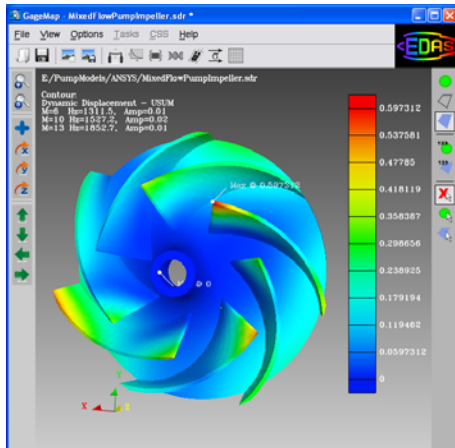 GageMap - MixedFlowPumpImpeller.sdr *
File View Options Tasks CSS Help
<EDAS
E:/PumpModels/ANSYS/MixedFlowPumpImpeller.sdr
Contour:
Dynamic Displacement - USUM
M=6 Hz=1311.5, Amp=0.01
M=10 Hz=1527.2, Amp=0.02
M=13 Hz=1852.7, Amp=0.01
Max @ 0.597312
0.597312
0.537581
0.47785
0.418119
0.358387
0.298656
0.238925
0.179194
0.119462
0.0597312
0
@ 0
Y
X
Z
x
y
z
123
123